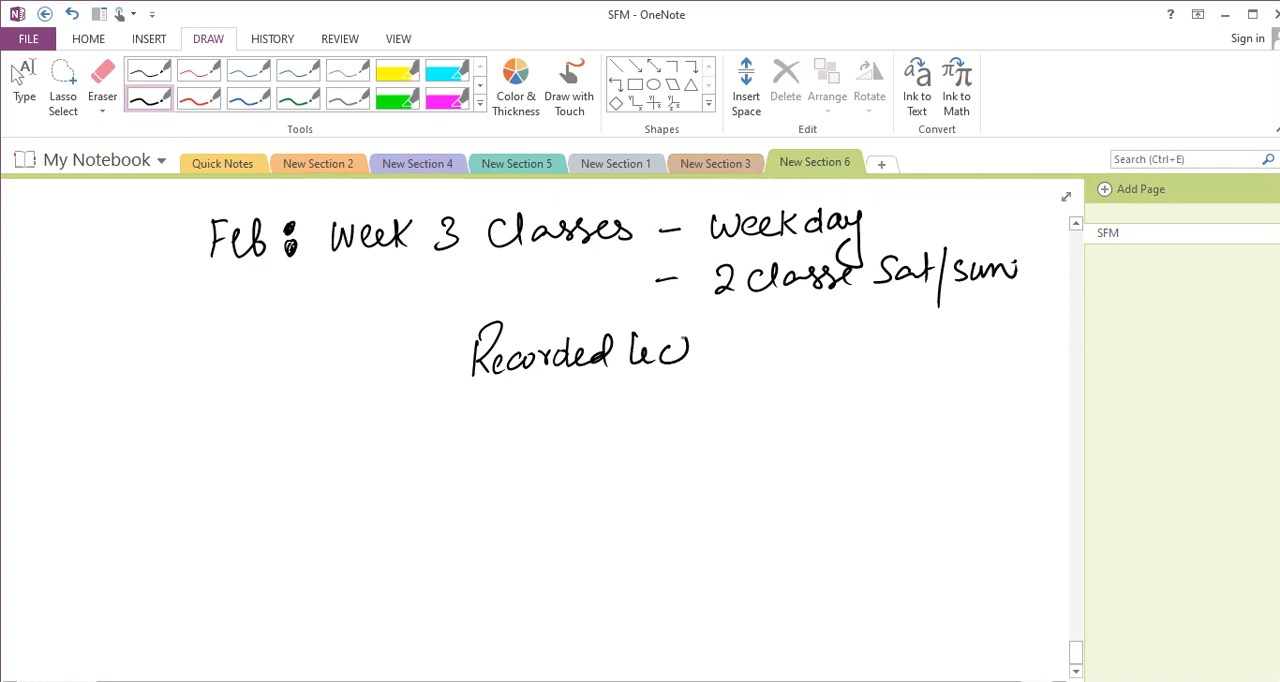 SFM - OneNote
?
Sign in
FILE HOME INSERT DRAW HISTORY REVIEW VIEW
Type
Lasso Select
Eraser
Color & Thickness
Draw with Touch
Insert Space
Delete
Arrange
Rotate
Ink to Text
Ink to Math
Tools Shapes Edit Convert
My Notebook Quick Notes New Section 2 New Section 4 New Section 5 New Section 1 New Section 3 New Section 6 +
Search (Ctrl+E)
Add Page
SFM
Feb : Week 3 Classes - Weekday
- 2 classe Sat/sun
Recorded lec